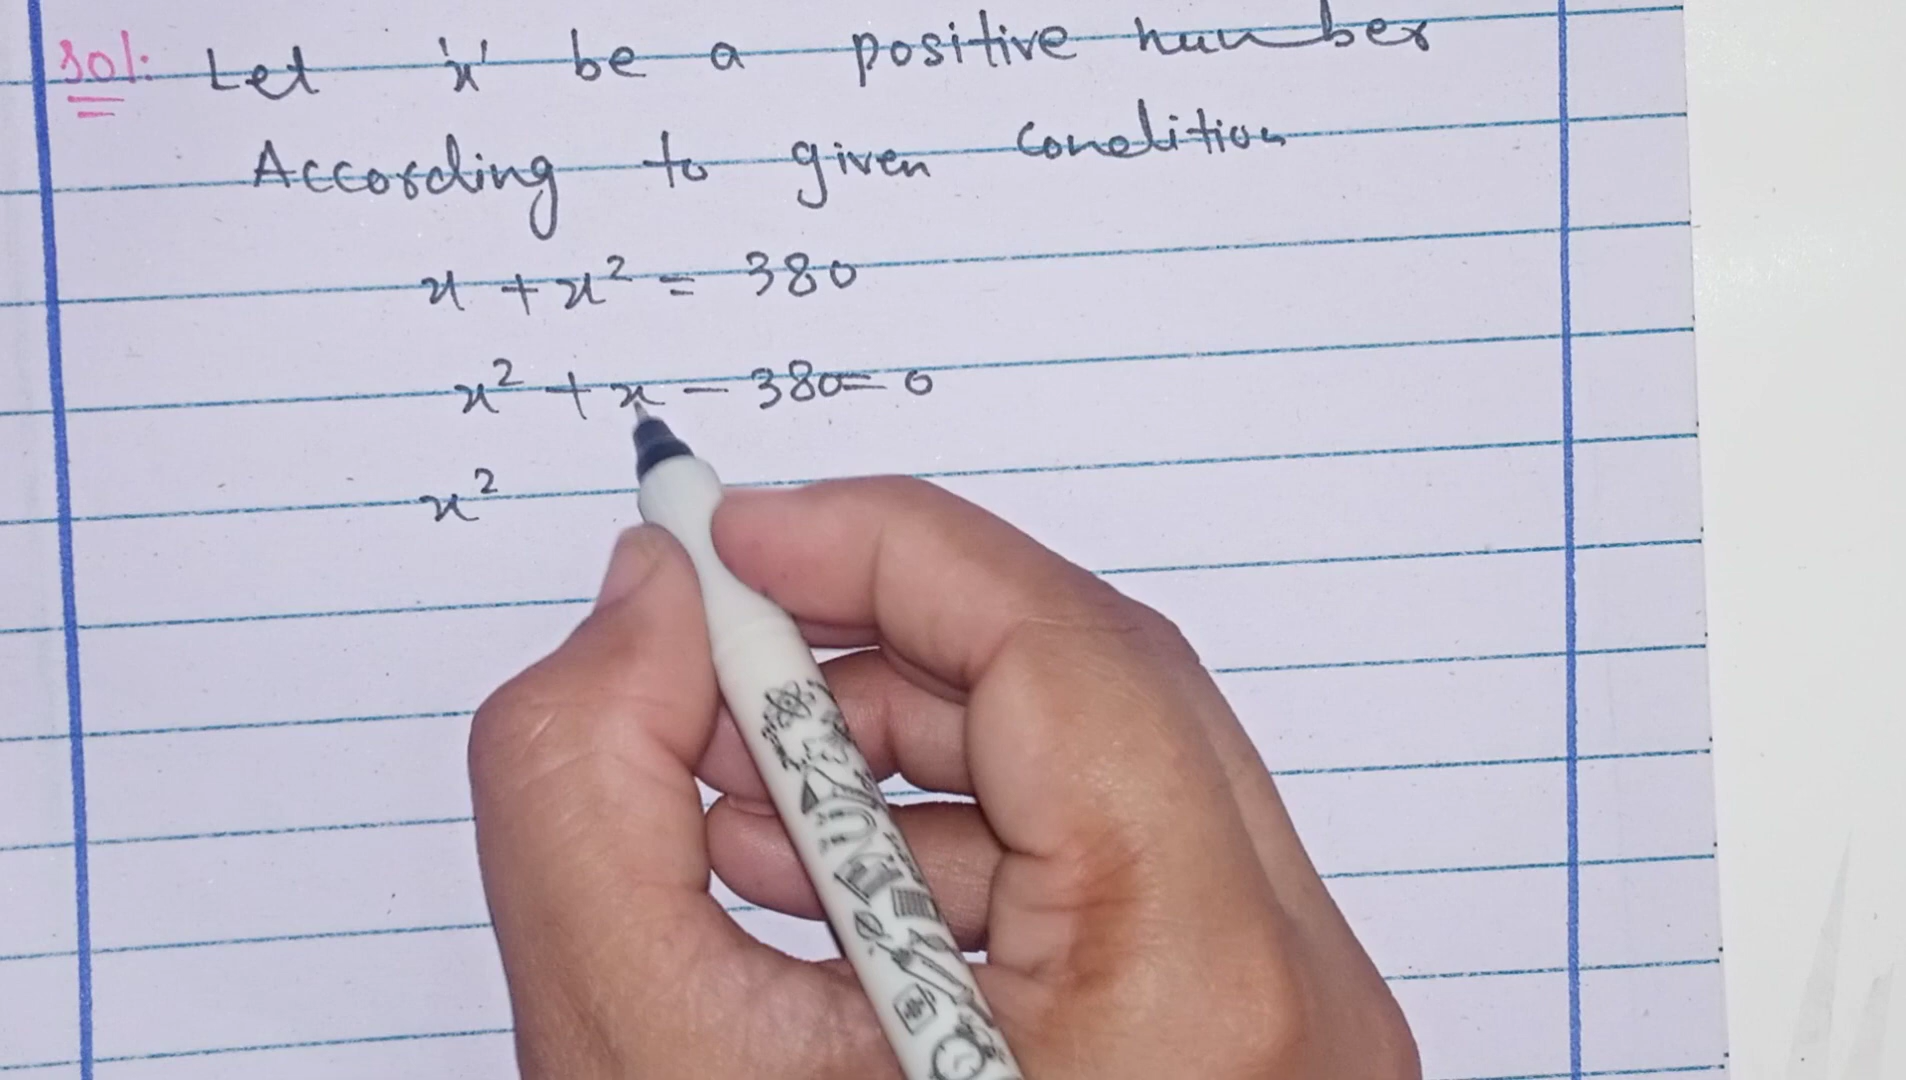 Sol: Let 'x' be a positive number
According to given condition
x + x² = 380
x² + x - 380 = 0
x²